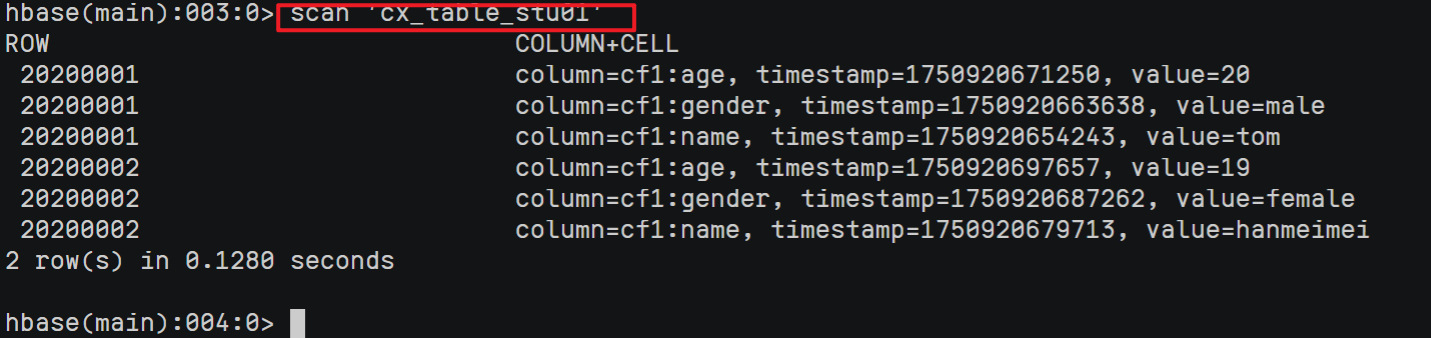 hbase(main):003:0> scan 'cx_table_stu01'
ROW COLUMN+CELL
20200001 column=cf1:age, timestamp=1750920671250, value=20
20200001 column=cf1:gender, timestamp=1750920663638, value=male
20200001 column=cf1:name, timestamp=1750920654243, value=tom
20200002 column=cf1:age, timestamp=1750920697657, value=19
20200002 column=cf1:gender, timestamp=1750920687262, value=female
20200002 column=cf1:name, timestamp=1750920679713, value=hanmeimei
2 row(s) in 0.1280 seconds
hbase(main):004:0>